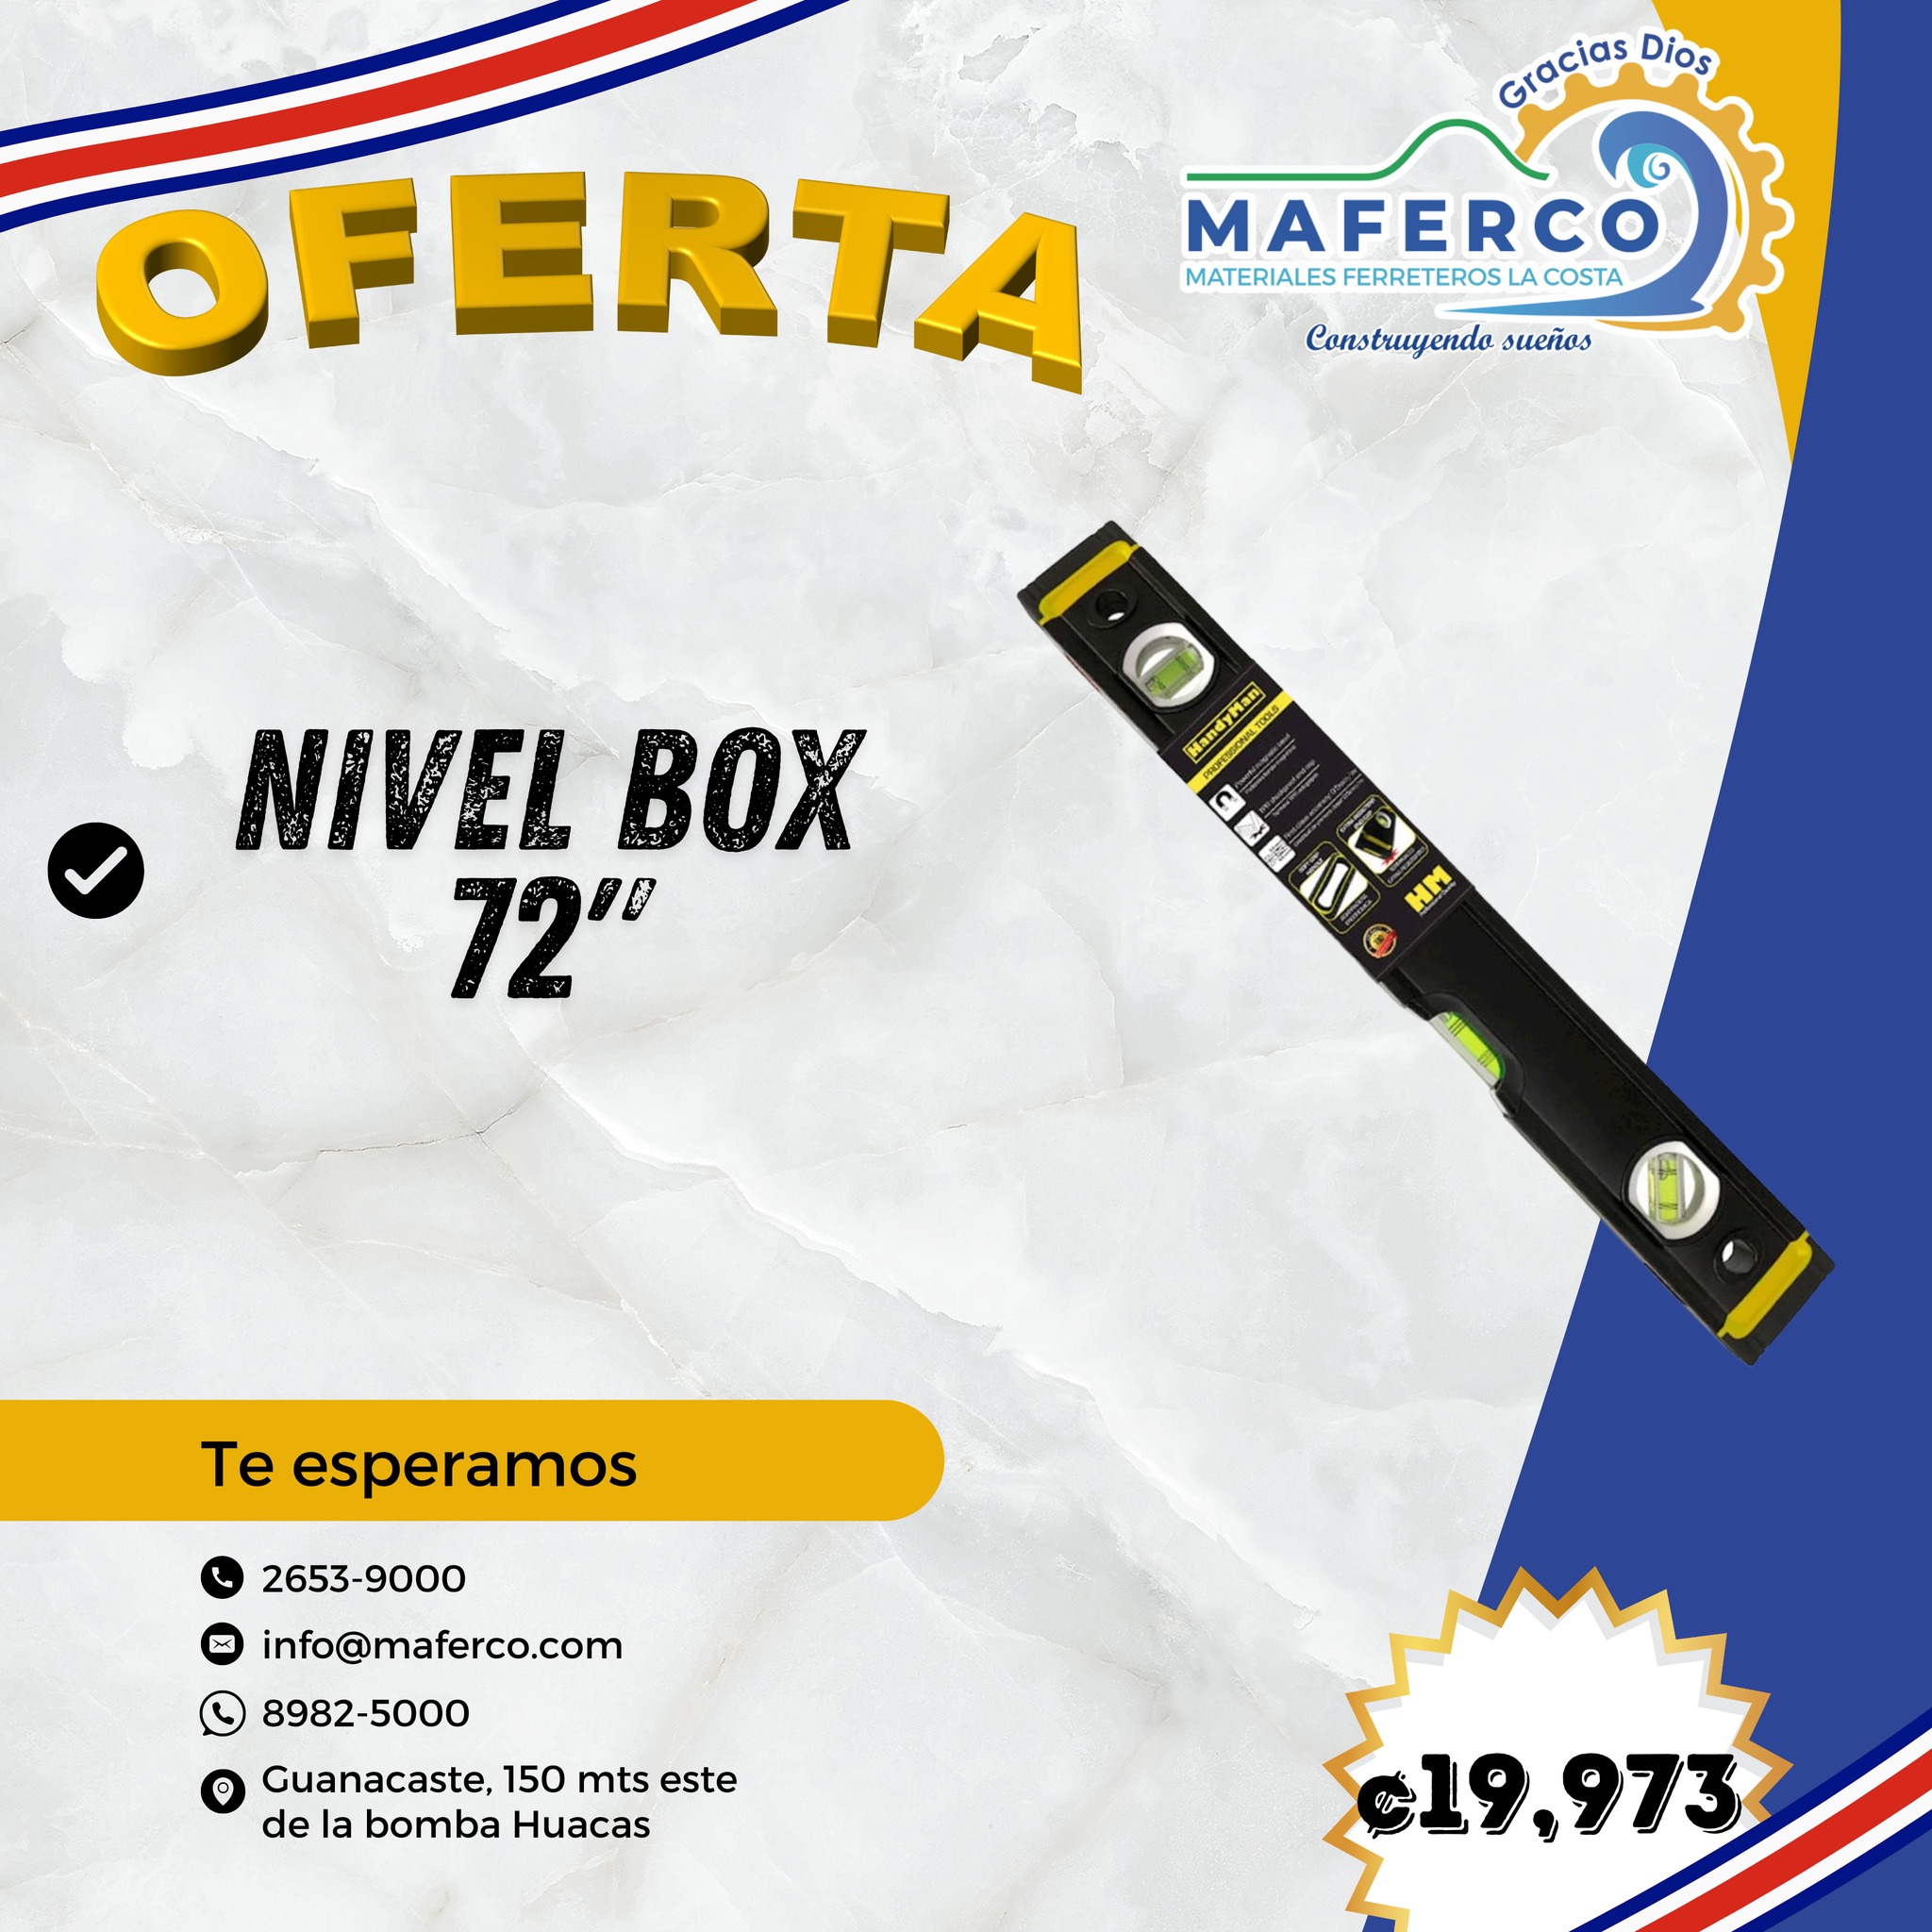 OFERTA
Gracias Dios
MAFERCO
MATERIALES FERRETEROS LA COSTA
Construyendo sueños
NIVEL BOX
72"
HandyMan
PROFESSIONAL TOOLS
HM
Te esperamos
2653-9000
info@maferco.com
8982-5000
Guanacaste, 150 mts este
de la bomba Huacas
¢19,973